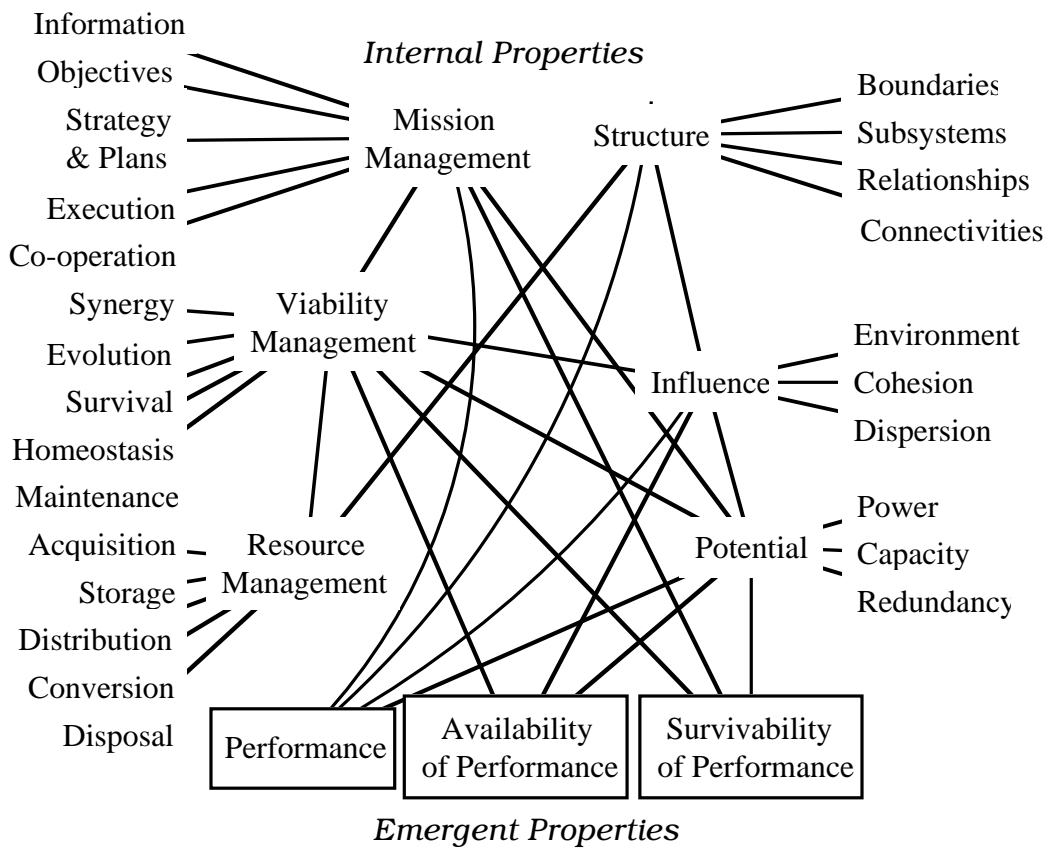 Information
Objectives
Strategy
& Plans
Execution
Co-operation
Synergy
Evolution
Survival
Homeostasis
Maintenance
Acquisition
Storage
Distribution
Conversion
Disposal
Internal Properties
Mission
Management
Structure
Viability
Management
Influence
Resource
Management
Potential
Boundaries
Subsystems
Relationships
Connectivities
Environment
Cohesion
Dispersion
Power
Capacity
Redundancy
Performance
Availability
of Performance
Survivability
of Performance
Emergent Properties